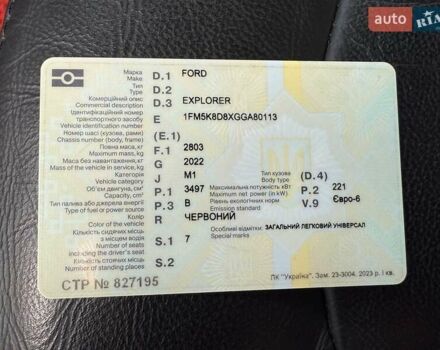 auto RIA
Марка
Make D.1 FORD
Тип
Type D.2
Комерційний опис
Commercial description D.3 EXPLORER
Ідентифікаційний номер
транспортного засобу
Vehicle identification number E 1FM5K8D8XGGA80113
Номер шасі (кузова, рами)
Chassis number (body, frame) (E.1)
Повна маса, кг
Maximum mass, kg F.1 2803
Маса без навантаження, кг
Mass of the vehicle in service, kg G 2022
Категорія
Vehicle category J M1 Тип кузова
Body type (D.4)
Об'єм двигуна, см³
Capacity, cm³ P.1 3497 Максимальна потужність кВт
Maximum net power (in kW) P.2 221
Тип палива або джерела енергії
Type of fuel or power source P.3 B Рівень екологічних норм
Emission standard V.9 Євро-6
Колір
Color of the vehicle R ЧЕРВОНИЙ
Кількість сидячих місць
з місцем водія
Number of seats
including the driver's seat S.1 7 Особливі відмітки: ЗАГАЛЬНИЙ ЛЕГКОВИЙ УНІВЕРСАЛ
Special marks
Кількість стоячих місць
Number of standing places S.2
СТР № 827195
ПК "Україна". Зам. 23-3004. 2023 р. І кв.